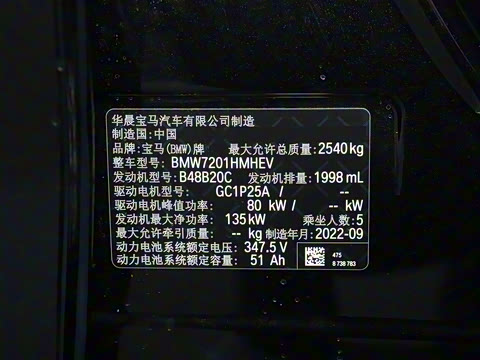 华晨宝马汽车有限公司制造
制造国:中国
品牌:宝马(BMW)牌 最大允许总质量:2540kg
整车型号: BMW7201HMHEV
发动机型号: B48B20C 发动机排量:1998 mL
驱动电机型号: GC1P25A / --
驱动电机峰值功率: 80 kW / -- kW
发动机最大净功率: 135kW 乘坐人数:5
最大允许牵引质量: -- kg 制造年月:2022-09
动力电池系统额定电压: 347.5 V
动力电池系统额定容量: 51 Ah
475
8 738 783